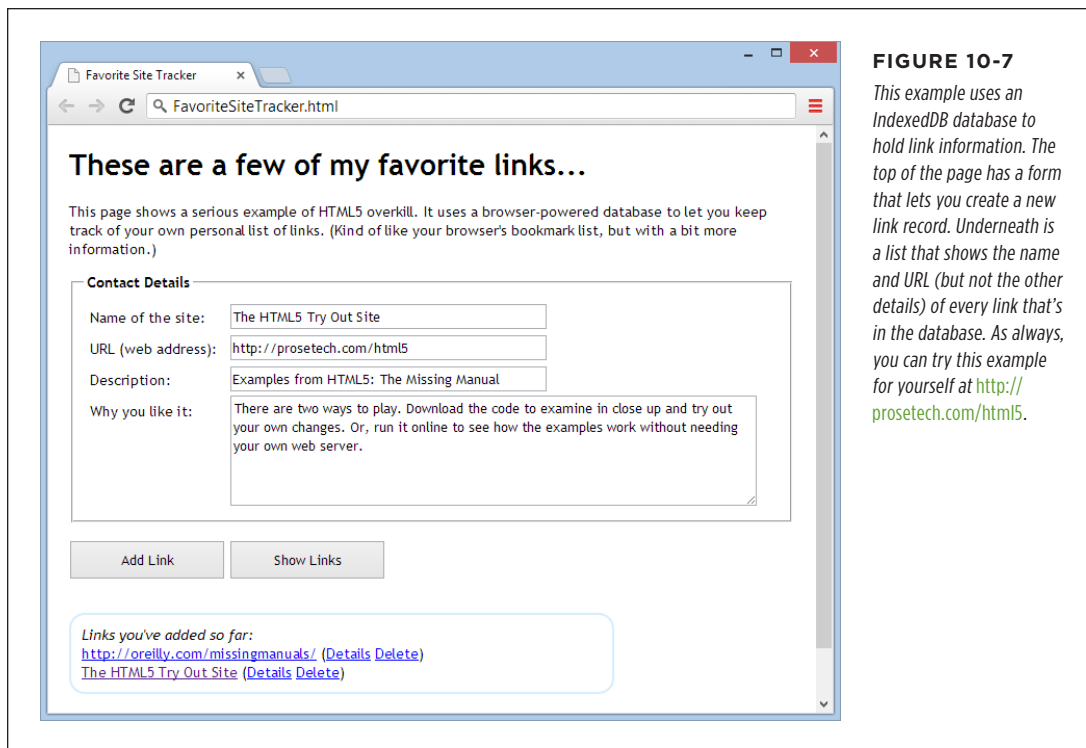 Favorite Site Tracker
FavoriteSiteTracker.html
These are a few of my favorite links...
This page shows a serious example of HTML5 overkill. It uses a browser-powered database to let you keep
track of your own personal list of links. (Kind of like your browser's bookmark list, but with a bit more
information.)
Contact Details
Name of the site: The HTML5 Try Out Site
URL (web address): http://prosetech.com/html5
Description: Examples from HTML5: The Missing Manual
Why you like it: There are two ways to play. Download the code to examine in close up and try out
your own changes. Or, run it online to see how the examples work without needing
your own web server.
Add Link Show Links
Links you've added so far:
http://oreilly.com/missingmanuals/ (Details Delete)
The HTML5 Try Out Site (Details Delete)
FIGURE 10-7
This example uses an
IndexedDB database to
hold link information. The
top of the page has a form
that lets you create a new
link record. Underneath is
a list that shows the name
and URL (but not the other
details) of every link that's
in the database. As always,
you can try this example
for yourself at http://
prosetech.com/html5.